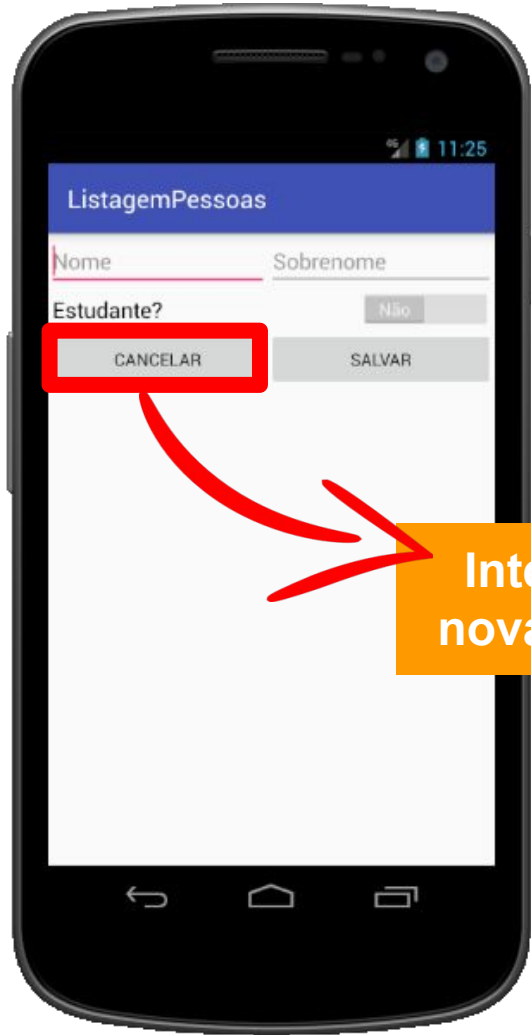 11:25
ListagemPessoas
Nome Sobrenome
Estudante? Não
CANCELAR SALVAR